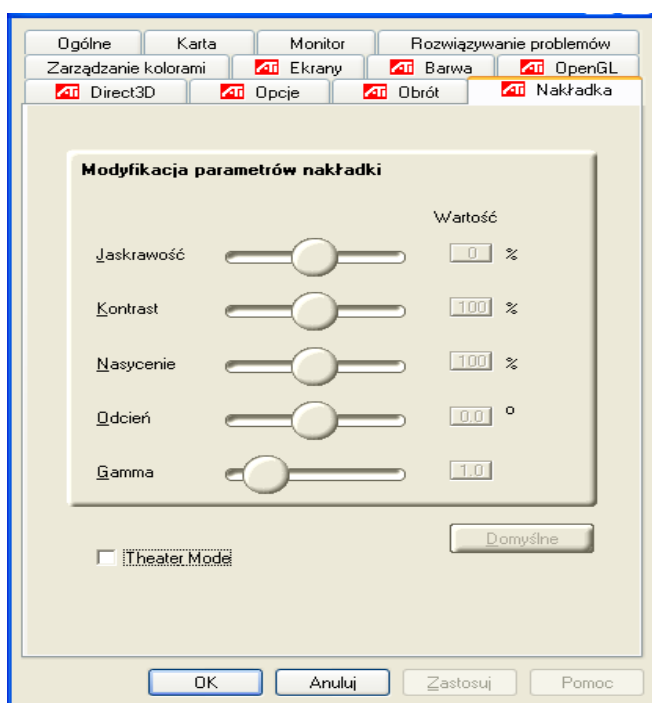 Ogólne Karta Monitor Rozwiązywanie problemów
Zarządzanie kolorami ATI Ekrany ATI Barwa ATI OpenGL
ATI Direct3D ATI Opcje ATI Obrót ATI Nakładka
Modyfikacja parametrów nakładki
Wartość
Jaskrawość 0 %
Kontrast 100 %
Nasycenie 100 %
Odcień 0.0 °
Gamma 1.0
Domyślne
Theater Mode
OK Anuluj Zastosuj Pomoc